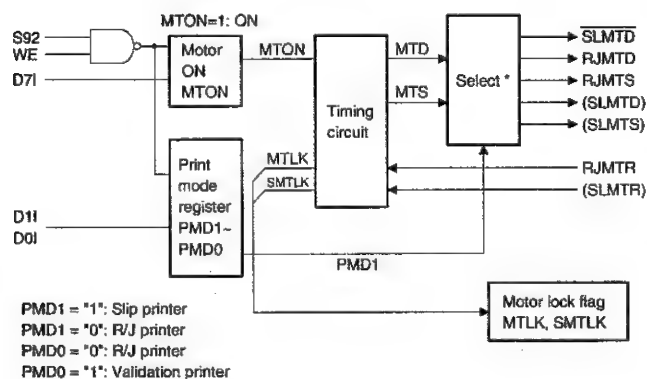 MTON=1: ON
S92
WE
D7I
Motor
ON
MTON
MTON
Timing
circuit
MTD
MTS
Select *
SLMTD
RJMTD
RJMTS
(SLMTD)
(SLMTS)
RJMTR
(SLMTR)
MTLK
SMTLK
Print
mode
register
PMD1~
PMD0
D1I
D0I
PMD1
Motor lock flag
MTLK, SMTLK
PMD1 = "1": Slip printer
PMD1 = "0": R/J printer
PMD0 = "0": R/J printer
PMD0 = "1": Validation printer